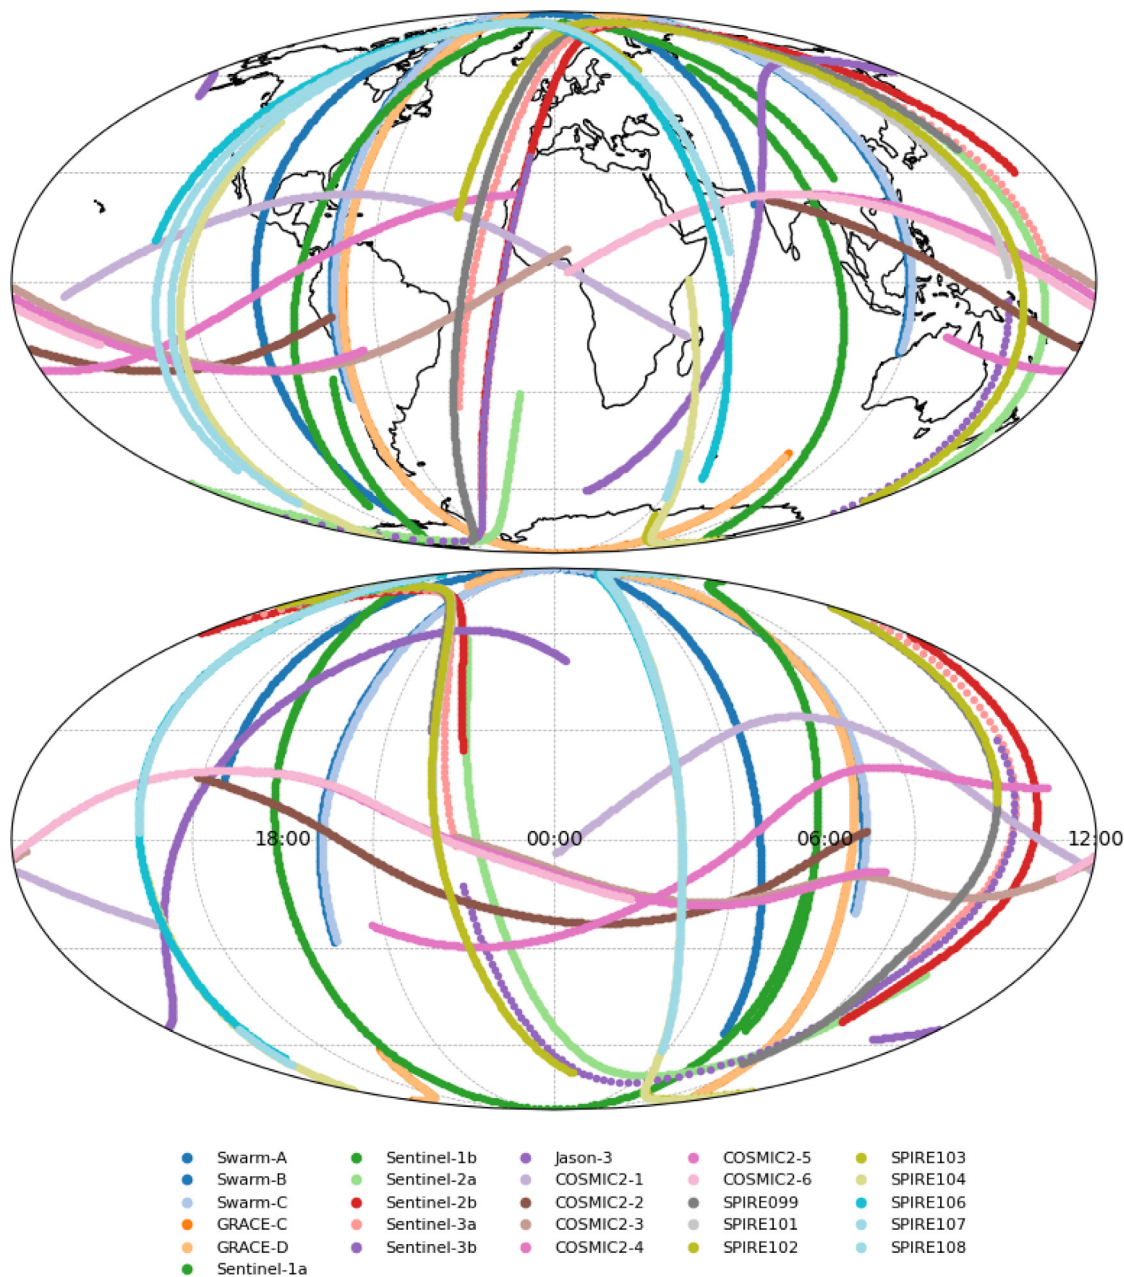 18:00 00:00 06:00 12:00
Swarm-A Sentinel-1b Jason-3 COSMIC2-5 SPIRE103
Swarm-B Sentinel-2a COSMIC2-1 COSMIC2-6 SPIRE104
Swarm-C Sentinel-2b COSMIC2-2 SPIRE099 SPIRE106
GRACE-C Sentinel-3a COSMIC2-3 SPIRE101 SPIRE107
GRACE-D Sentinel-3b COSMIC2-4 SPIRE102 SPIRE108
Sentinel-1a